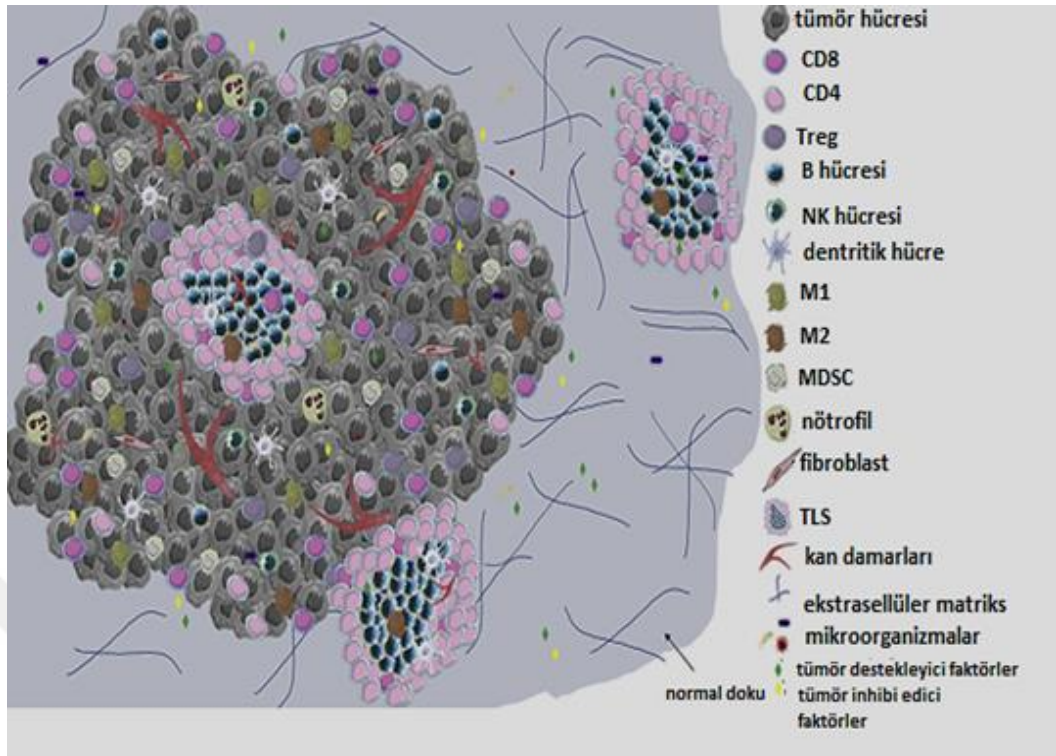 tümör hücresi
CD8
CD4
Treg
B hücresi
NK hücresi
dentritik hücre
M1
M2
MDSC
nötrofil
fibroblast
TLS
kan damarları
ekstrasellüler matriks
mikroorganizmalar
tümör destekleyici faktörler
normal doku
tümör inhibi edici
faktörler